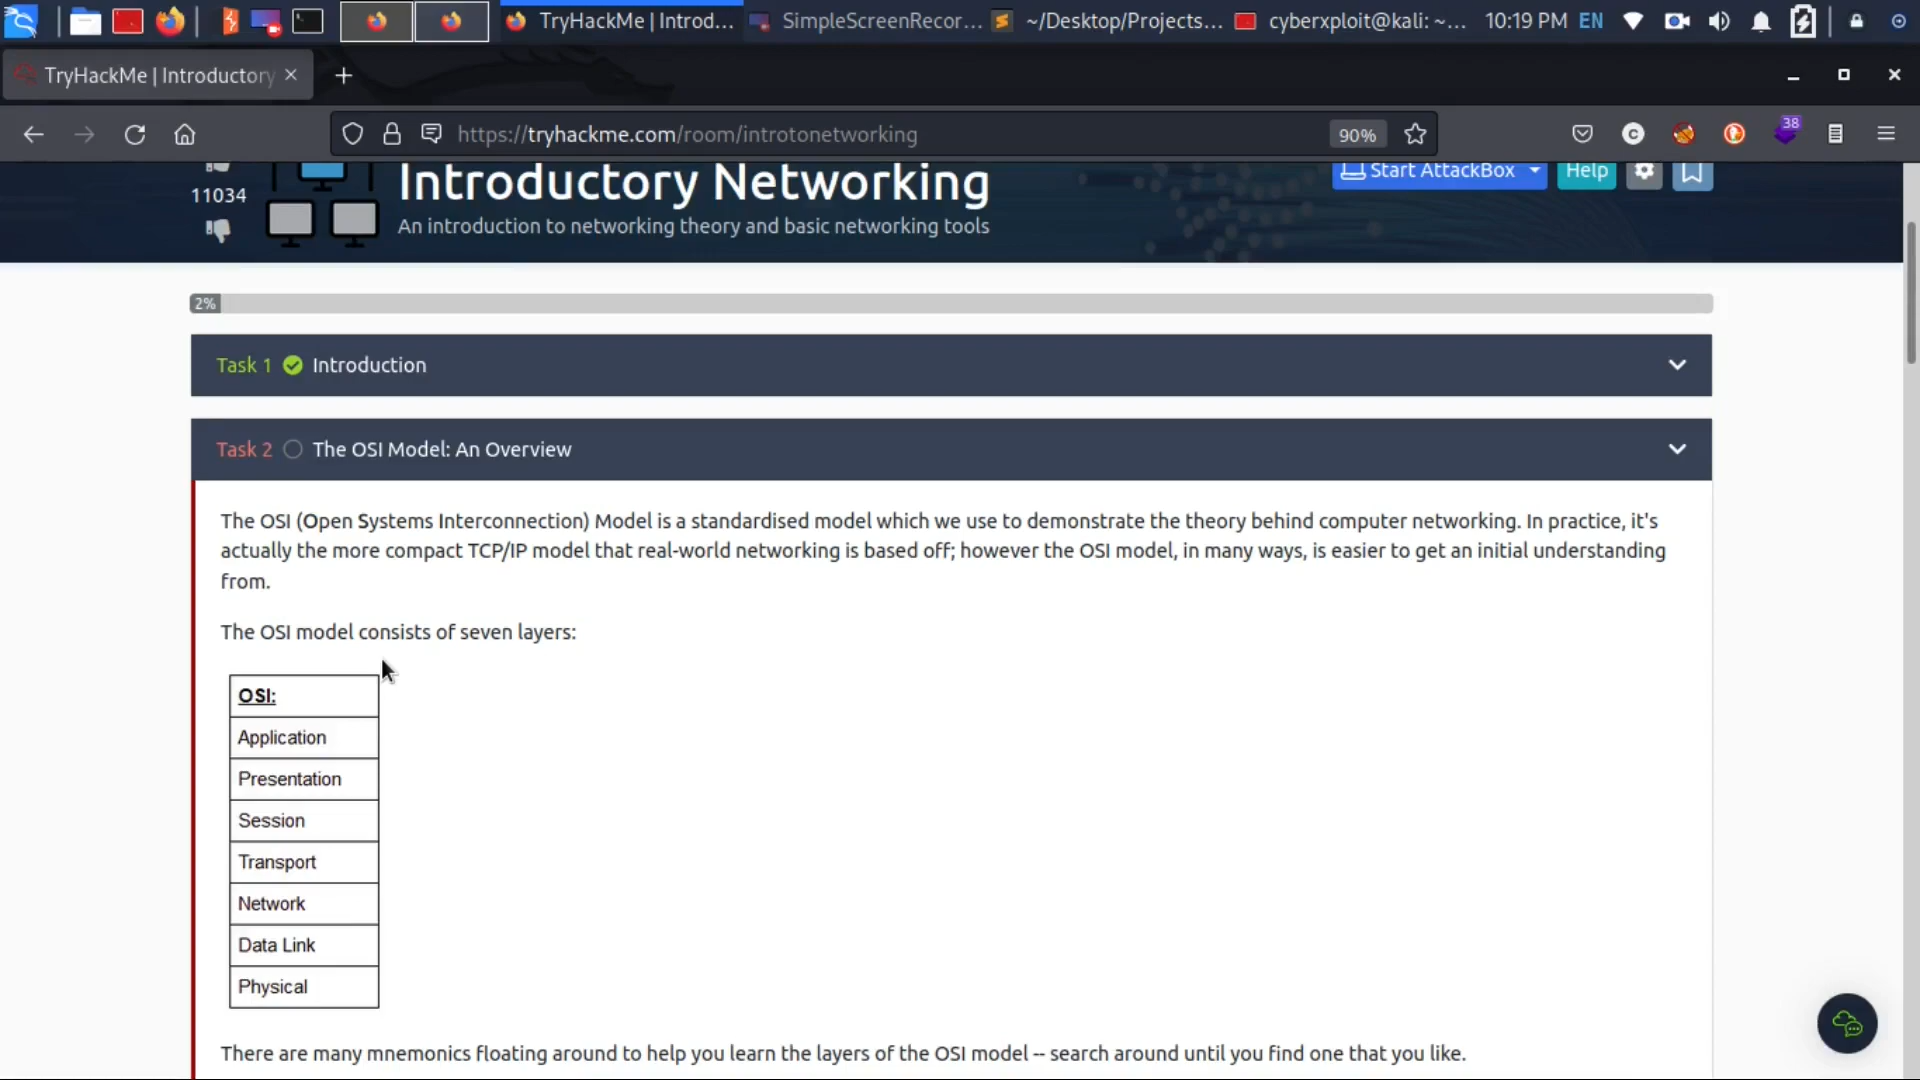 TryHackMe | Introd... SimpleScreenRecor... ~/Desktop/Projects... cyberxploit@kali: ~... 10:19 PM EN
TryHackMe | Introductory
https://tryhackme.com/room/introtonetworking 90% 38
11034
Introductory Networking
Start AttackBox Help
An introduction to networking theory and basic networking tools
2%
Task 1 Introduction
Task 2 The OSI Model: An Overview
The OSI (Open Systems Interconnection) Model is a standardised model which we use to demonstrate the theory behind computer networking. In practice, it's
actually the more compact TCP/IP model that real-world networking is based off; however the OSI model, in many ways, is easier to get an initial understanding
from.
The OSI model consists of seven layers:
OSI:
Application
Presentation
Session
Transport
Network
Data Link
Physical
There are many mnemonics floating around to help you learn the layers of the OSI model -- search around until you find one that you like.